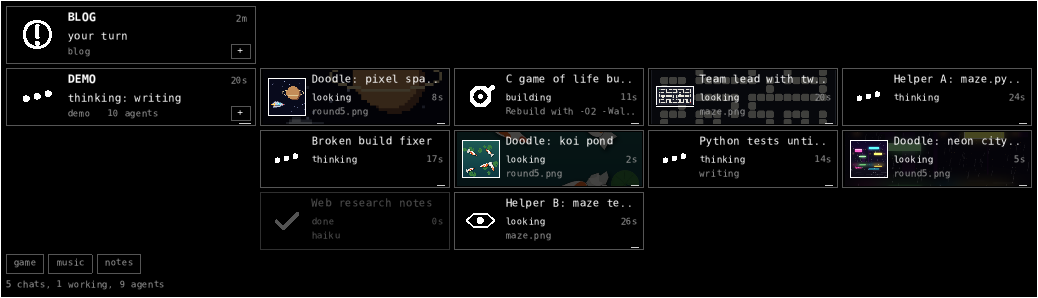 BLOG
2m
your turn
blog
+
DEMO
20s
thinking: writing
demo 10 agents
+
Doodle: pixel spa..
looking 8s
round5.png
C game of life bu..
building 11s
Rebuild with -O2 -Wal..
Team lead with tw..
looking 20s
maze.png
Helper A: maze.py..
thinking 24s
Broken build fixer
thinking 17s
Doodle: koi pond
looking 2s
round5.png
Python tests unti..
thinking 14s
writing
Doodle: neon city..
looking 5s
round5.png
Web research notes
done 0s
haiku
Helper B: maze te..
looking 26s
maze.png
game music notes
5 chats, 1 working, 9 agents